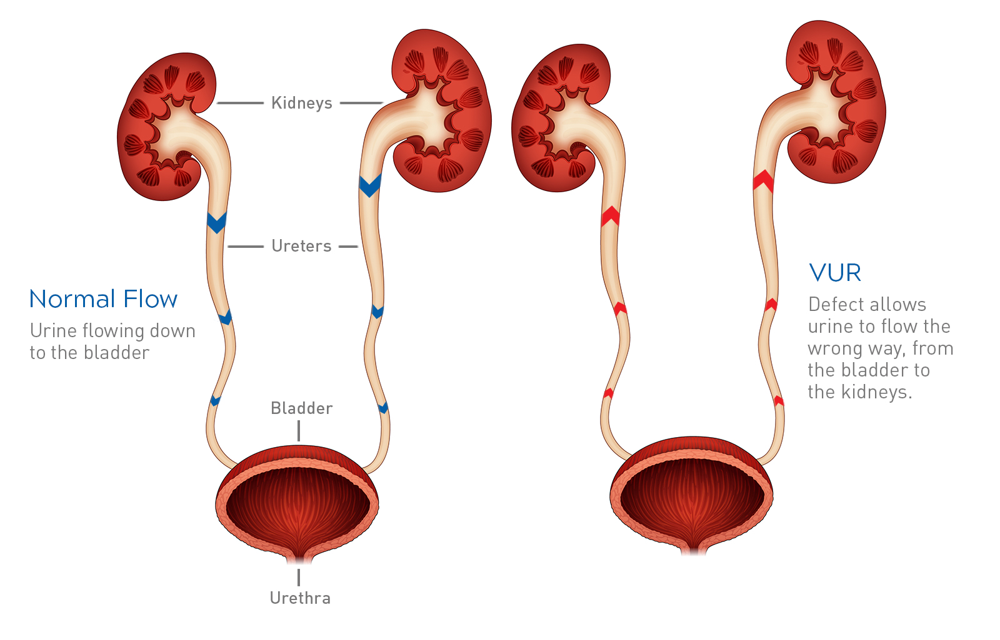 Kidneys
Ureters
Normal Flow
Urine flowing down
to the bladder
Bladder
Urethra
VUR
Defect allows
urine to flow the
wrong way, from
the bladder to
the kidneys.